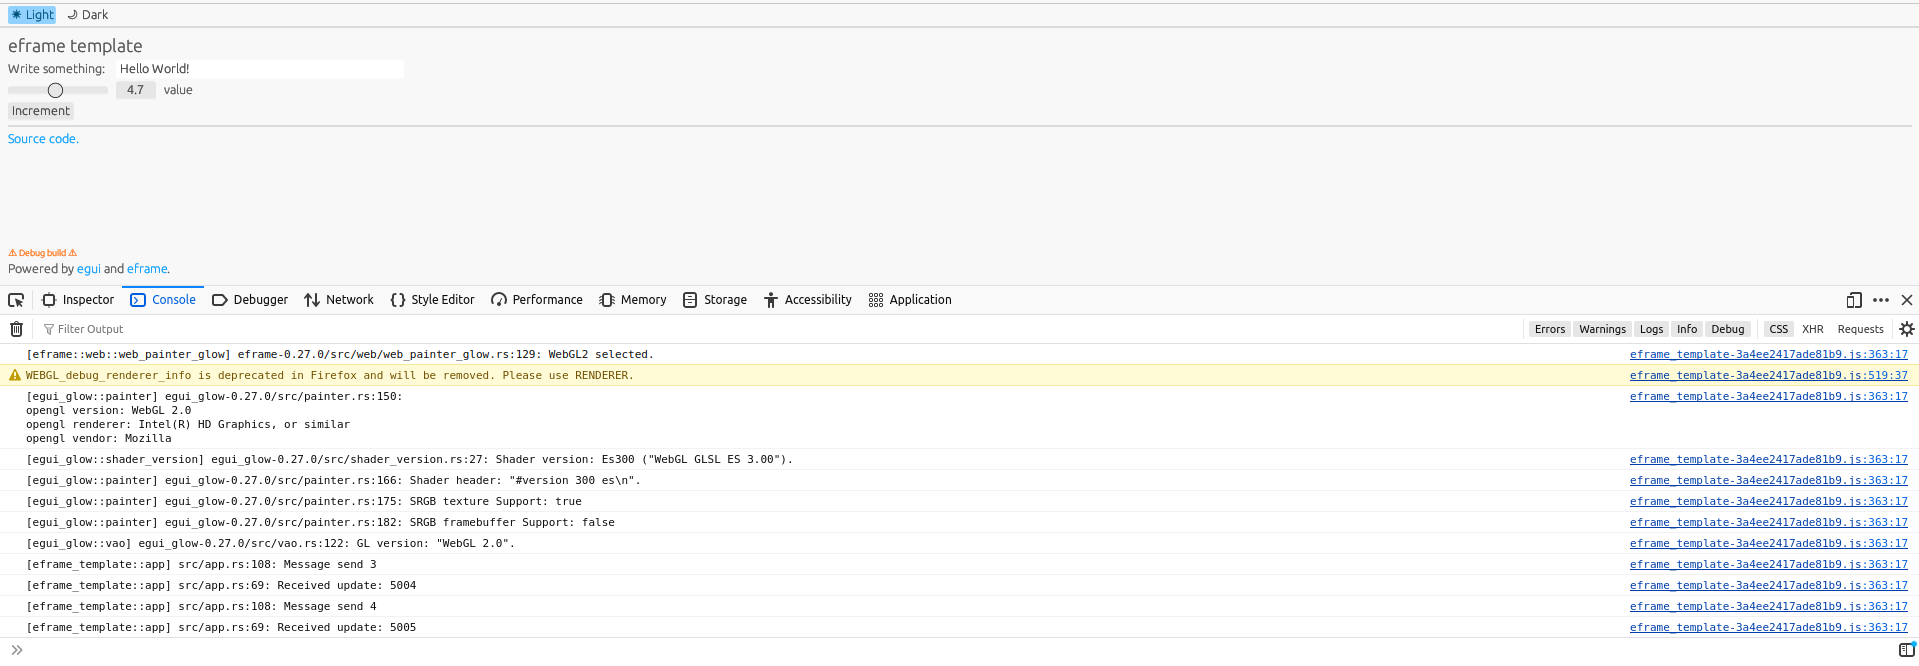 Light Dark
eframe template
Write something: Hello World!
4.7 value
Increment
Source code.
⚠ Debug build ⚠
Powered by egui and eframe.
Inspector Console Debugger Network Style Editor Performance Memory Storage Accessibility Application
Filter Output Errors Warnings Logs Info Debug CSS XHR Requests
[eframe::web::web_painter_glow] eframe-0.27.0/src/web/web_painter_glow.rs:129: WebGL2 selected. eframe_template-3a4ee2417ade81b9.js:363:17
WEBGL_debug_renderer_info is deprecated in Firefox and will be removed. Please use RENDERER. eframe_template-3a4ee2417ade81b9.js:519:37
[egui_glow::painter] egui_glow-0.27.0/src/painter.rs:150: eframe_template-3a4ee2417ade81b9.js:363:17
opengl version: WebGL 2.0
opengl renderer: Intel(R) HD Graphics, or similar
opengl vendor: Mozilla
[egui_glow::shader_version] egui_glow-0.27.0/src/shader_version.rs:27: Shader version: Es300 ("WebGL GLSL ES 3.00"). eframe_template-3a4ee2417ade81b9.js:363:17
[egui_glow::painter] egui_glow-0.27.0/src/painter.rs:166: Shader header: "#version 300 es\n". eframe_template-3a4ee2417ade81b9.js:363:17
[egui_glow::painter] egui_glow-0.27.0/src/painter.rs:175: SRGB texture Support: true eframe_template-3a4ee2417ade81b9.js:363:17
[egui_glow::painter] egui_glow-0.27.0/src/painter.rs:182: SRGB framebuffer Support: false eframe_template-3a4ee2417ade81b9.js:363:17
[egui_glow::vao] egui_glow-0.27.0/src/vao.rs:122: GL version: "WebGL 2.0". eframe_template-3a4ee2417ade81b9.js:363:17
[eframe_template::app] src/app.rs:108: Message send 3 eframe_template-3a4ee2417ade81b9.js:363:17
[eframe_template::app] src/app.rs:69: Received update: 5004 eframe_template-3a4ee2417ade81b9.js:363:17
[eframe_template::app] src/app.rs:108: Message send 4 eframe_template-3a4ee2417ade81b9.js:363:17
[eframe_template::app] src/app.rs:69: Received update: 5005 eframe_template-3a4ee2417ade81b9.js:363:17